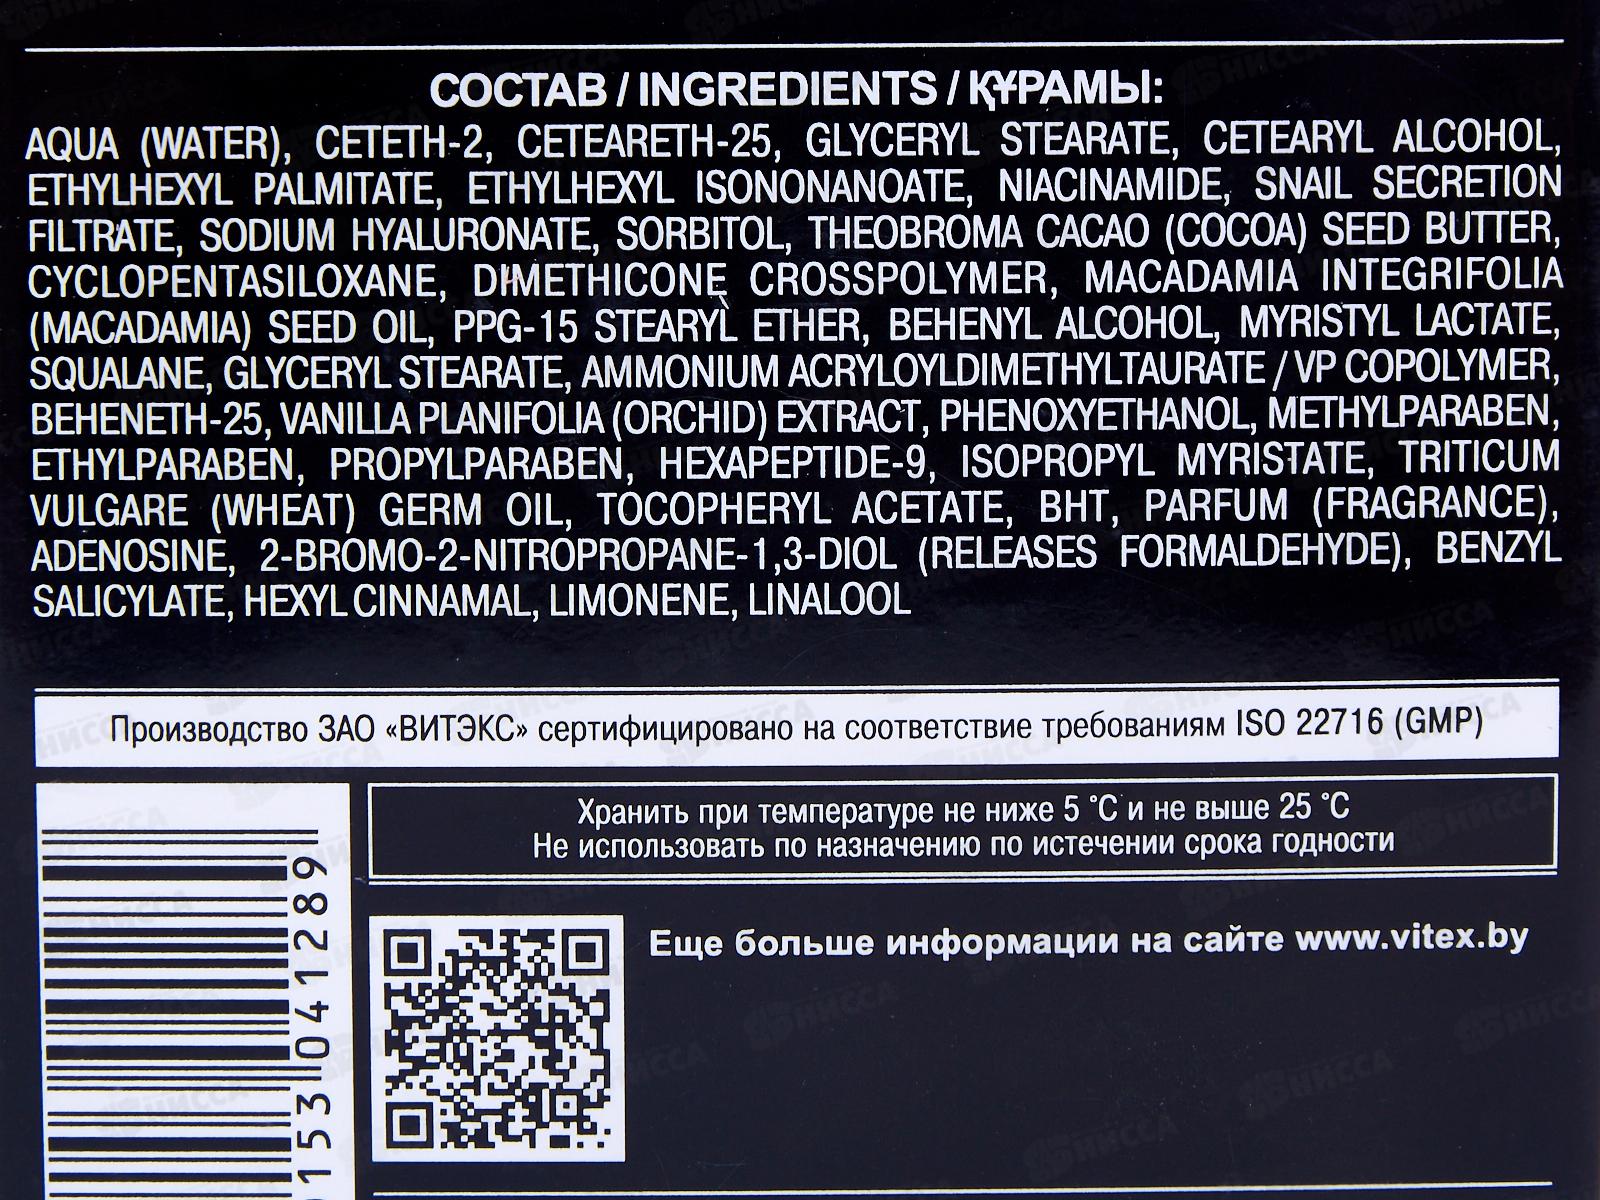 СОСТАВ / INGREDIENTS / ҚҰРАМЫ:
AQUA (WATER), CETETH-2, CETEARETH-25, GLYCERYL STEARATE, CETEARYL ALCOHOL,
ETHYLHEXYL PALMITATE, ETHYLHEXYL ISONONANOATE, NIACINAMIDE, SNAIL SECRETION
FILTRATE, SODIUM HYALURONATE, SORBITOL, THEOBROMA CACAO (COCOA) SEED BUTTER,
CYCLOPENTASILOXANE, DIMETHICONE CROSSPOLYMER, MACADAMIA INTEGRIFOLIA
(MACADAMIA) SEED OIL, PPG-15 STEARYL ETHER, BEHENYL ALCOHOL, MYRISTYL LACTATE,
SQUALANE, GLYCERYL STEARATE, AMMONIUM ACRYLOYLDIMETHYLTAURATE / VP COPOLYMER,
BEHENETH-25, VANILLA PLANIFOLIA (ORCHID) EXTRACT, PHENOXYETHANOL, METHYLPARABEN,
ETHYLPARABEN, PROPYLPARABEN, HEXAPEPTIDE-9, ISOPROPYL MYRISTATE, TRITICUM
VULGARE (WHEAT) GERM OIL, TOCOPHERYL ACETATE, BHT, PARFUM (FRAGRANCE),
ADENOSINE, 2-BROMO-2-NITROPROPANE-1,3-DIOL (RELEASES FORMALDEHYDE), BENZYL
SALICYLATE, HEXYL CINNAMAL, LIMONENE, LINALOOL
Производство ЗАО «ВИТЭКС» сертифицировано на соответствие требованиям ISO 22716 (GMP)
Хранить при температуре не ниже 5 °С и не выше 25 °С
Не использовать по назначению по истечении срока годности
Еще больше информации на сайте www.vitex.by
153 041289
НИССА